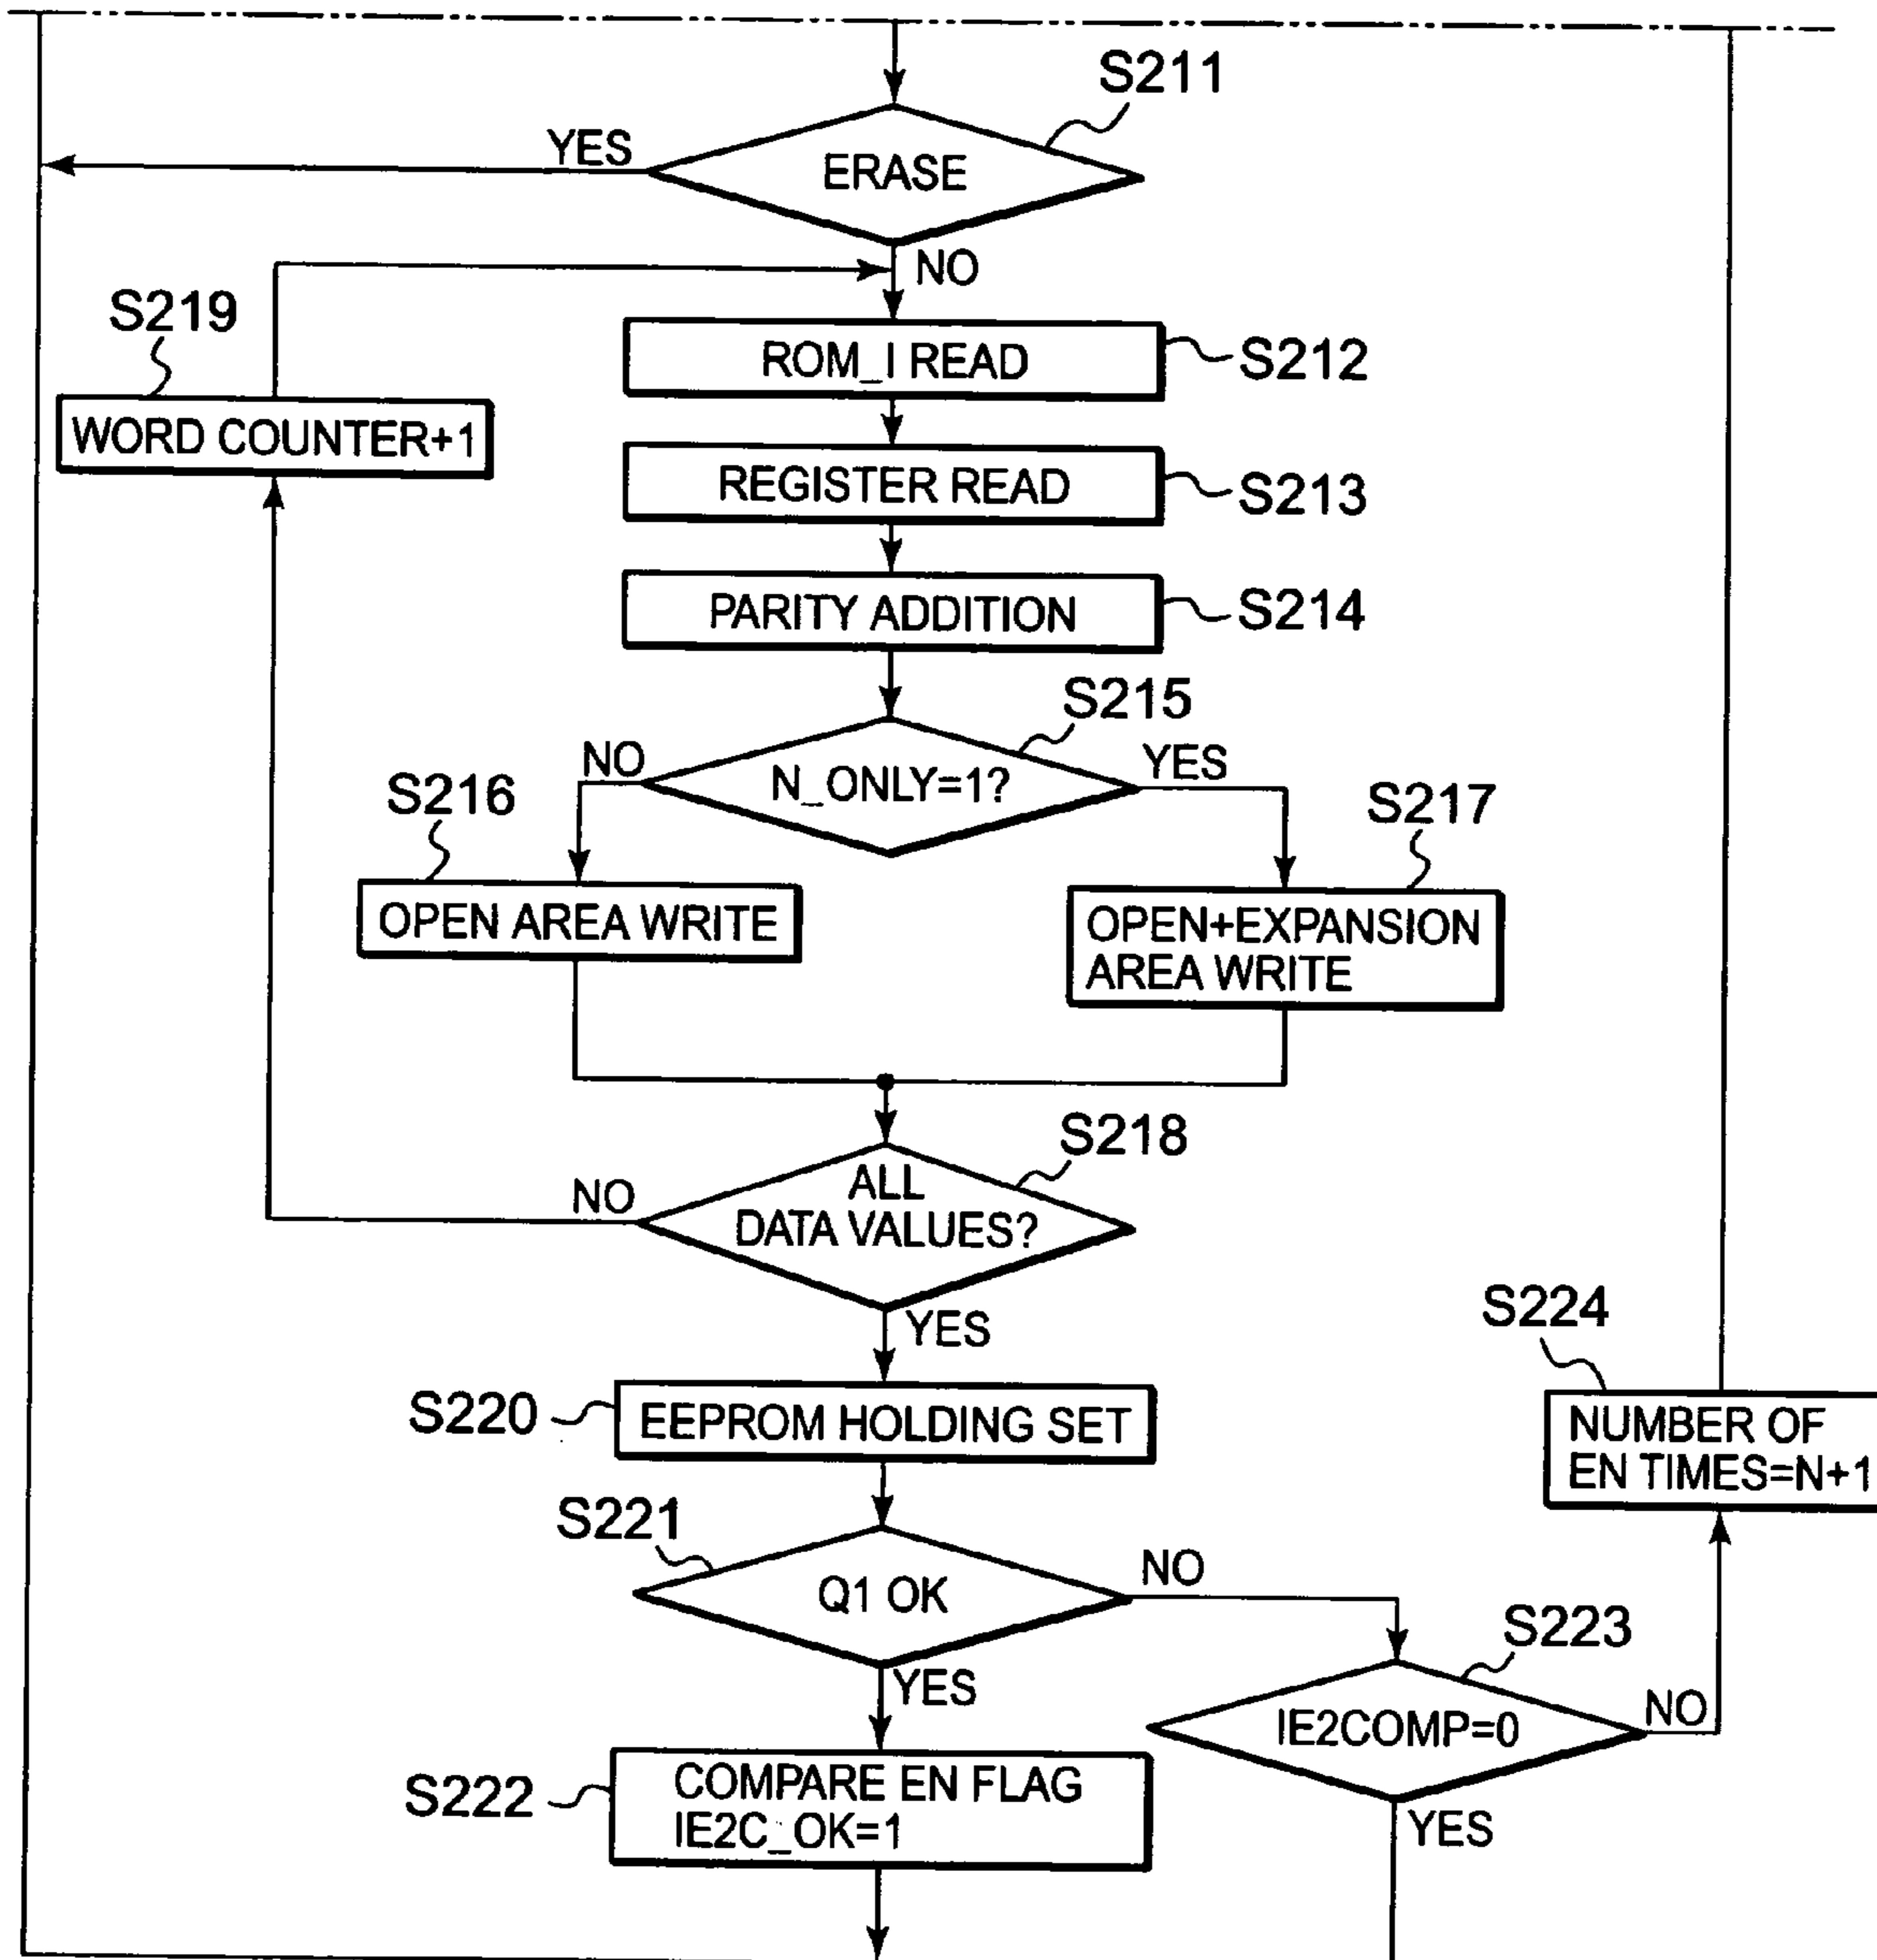 S211
YES
ERASE
NO
S219
ROM_I READ
S212
WORD COUNTER+1
REGISTER READ
S213
PARITY ADDITION
S214
S215
NO
N_ONLY=1?
YES
S216
S217
OPEN AREA WRITE
OPEN+EXPANSION
AREA WRITE
S218
NO
ALL
DATA VALUES?
YES
S224
S220
EEPROM HOLDING SET
NUMBER OF
EN TIMES=N+1
S221
NO
Q1 OK
S223
YES
IE2COMP=0
NO
S222
COMPARE EN FLAG
IE2C_OK=1
YES